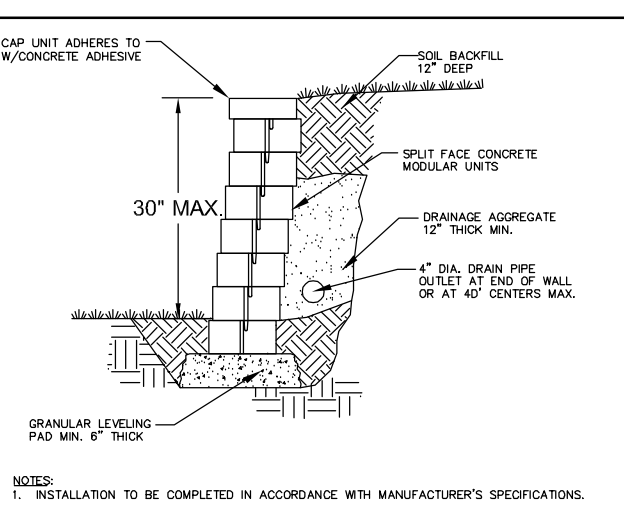 CAP UNIT ADHERES TO
W/CONCRETE ADHESIVE
SOIL BACKFILL
12" DEEP
SPLIT FACE CONCRETE
MODULAR UNITS
30" MAX.
DRAINAGE AGGREGATE
12" THICK MIN.
4" DIA. DRAIN PIPE
OUTLET AT END OF WALL
OR AT 4D' CENTERS MAX.
GRANULAR LEVELING
PAD MIN. 6" THICK
NOTES:
1. INSTALLATION TO BE COMPLETED IN ACCORDANCE WITH MANUFACTURER'S SPECIFICATIONS.